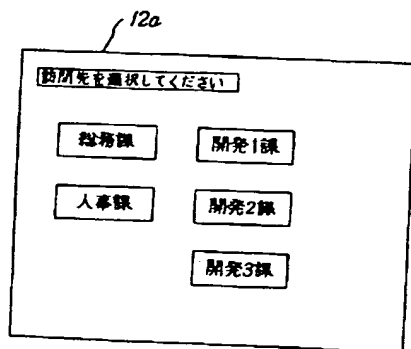 12a
訪問先を選択してください
総務課 開発1課
人事課 開発2課
開発3課